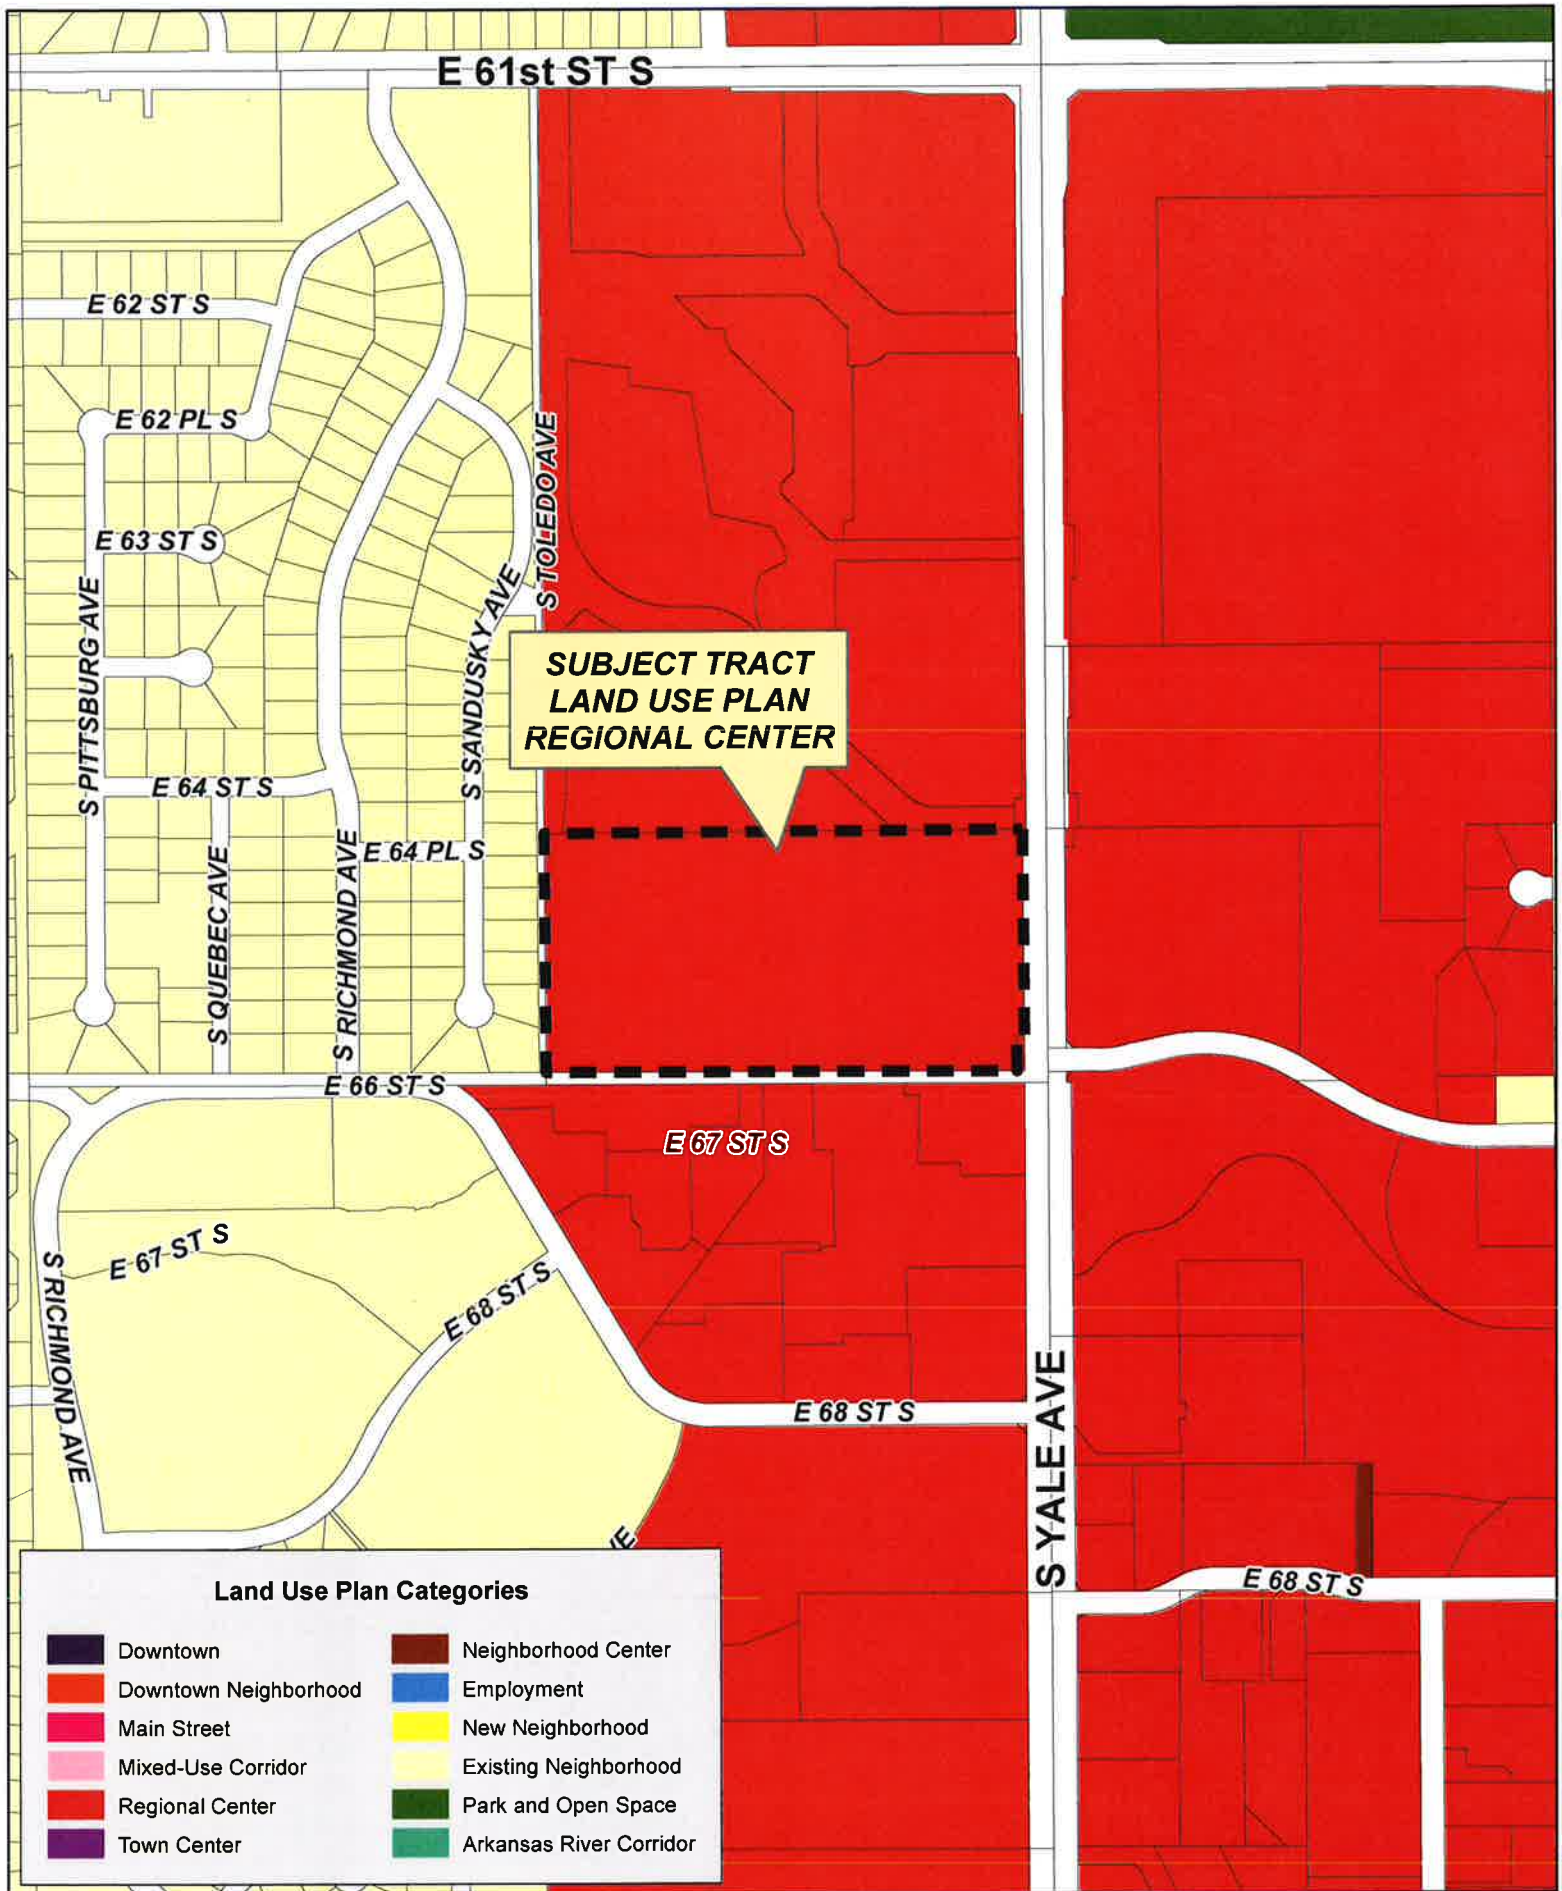 E 61st ST S
E 62 ST S
E 62 PL S
S TOLEDO AVE
E 63 ST S
S PITTSBURG AVE
S SANDUSKY AVE
SUBJECT TRACT
LAND USE PLAN
REGIONAL CENTER
E 64 ST S
E 64 PL S
S QUEBEC AVE
S RICHMOND AVE
E 66 ST S
E 67 ST S
E 67 ST S
E 68 ST S
S RICHMOND AVE
E 68 ST S
S YALE AVE
E 68 ST S
VE
Land Use Plan Categories
Downtown
Downtown Neighborhood
Main Street
Mixed-Use Corridor
Regional Center
Town Center
Neighborhood Center
Employment
New Neighborhood
Existing Neighborhood
Park and Open Space
Arkansas River Corridor